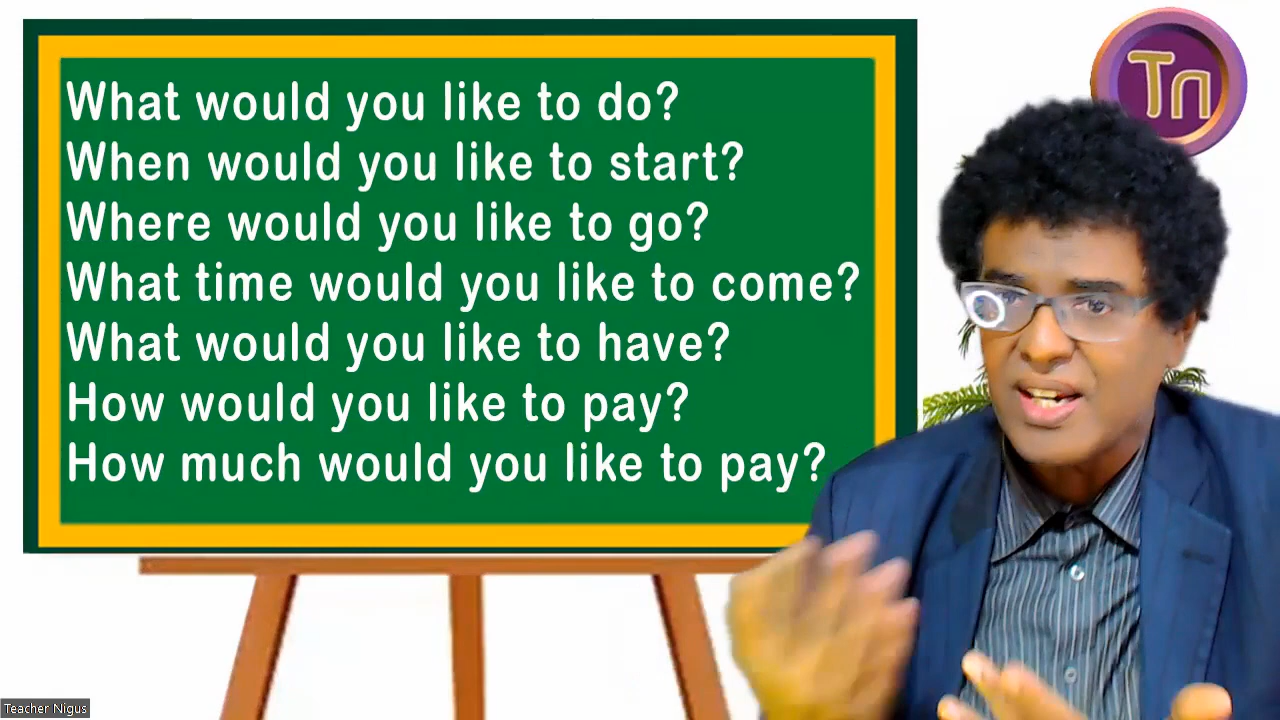 Tn
What would you like to do?
When would you like to start?
Where would you like to go?
What time would you like to come?
What would you like to have?
How would you like to pay?
How much would you like to pay?
Teacher Nigus